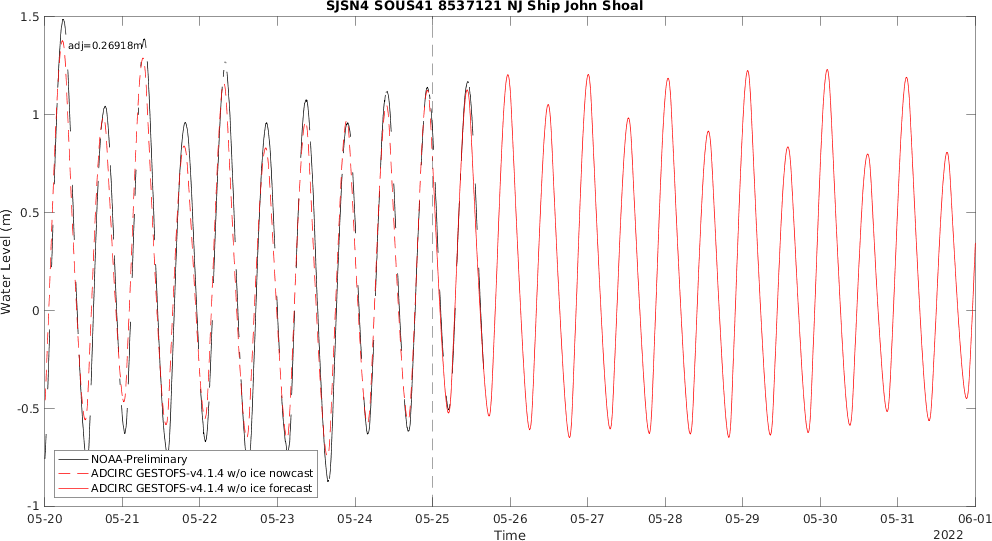 SJSN4 SOUS41 8537121 NJ Ship John Shoal
1.5
adj=0.26918m
1
0.5
0
-0.5
-1
Water Level (m)
NOAA-Preliminary
ADCIRC GESTOFS-v4.1.4 w/o ice nowcast
ADCIRC GESTOFS-v4.1.4 w/o ice forecast
05-20 05-21 05-22 05-23 05-24 05-25 05-26 05-27 05-28 05-29 05-30 05-31 06-01
Time
2022